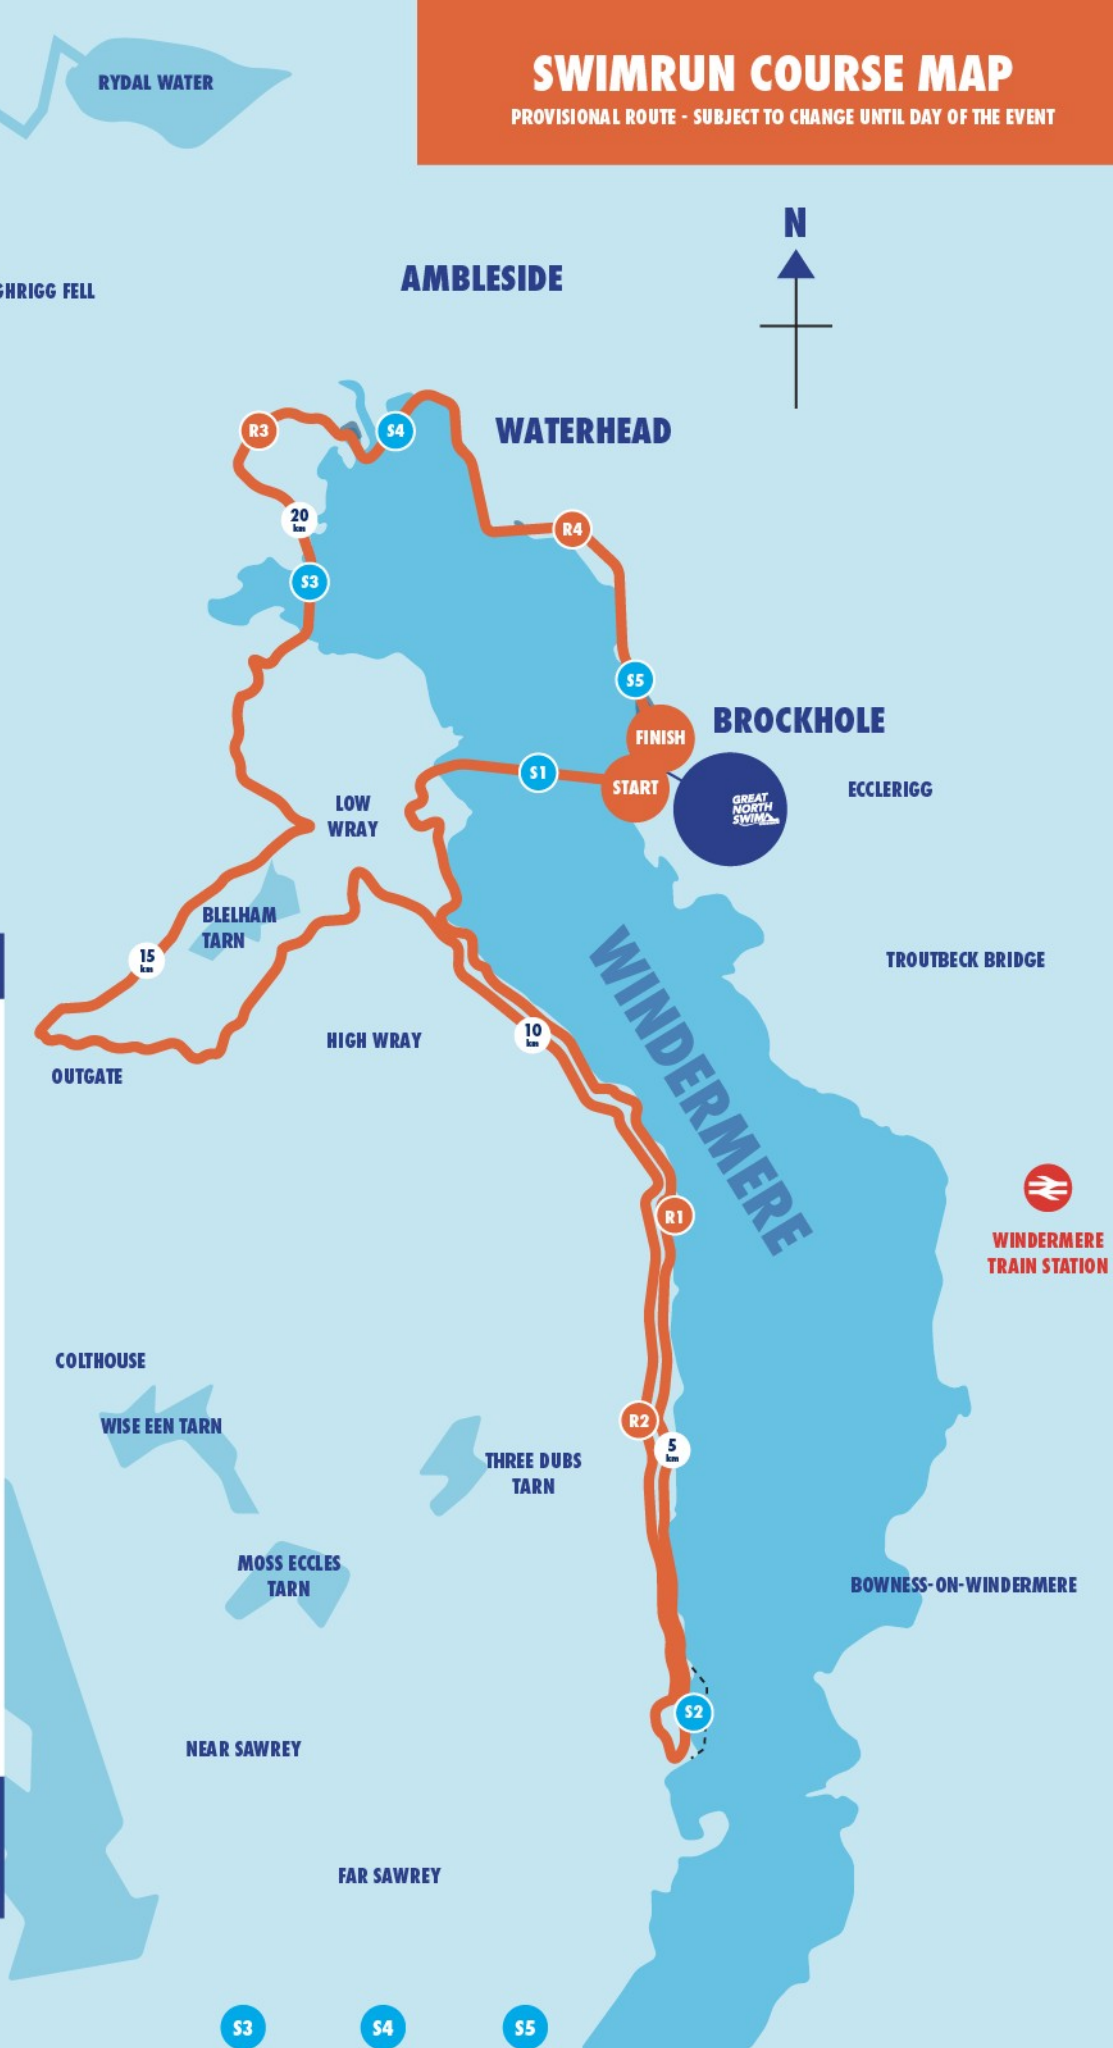 SWIMRUN COURSE MAP
PROVISIONAL ROUTE - SUBJECT TO CHANGE UNTIL DAY OF THE EVENT
RYDAL WATER
N
AMBLESIDE
GHRIGG FELL
R3
S4
WATERHEAD
20
km
R4
S3
S5
FINISH
BROCKHOLE
S1
START
ECCLERIGG
GREAT
NORTH
SWIM
LOW
WRAY
BLELHAM
TARN
15
km
TROUTBECK BRIDGE
WINDERMERE
10
km
HIGH WRAY
OUTGATE
R1
WINDERMERE
TRAIN STATION
COLTHOUSE
WISE EEN TARN
R2
5
km
THREE DUBS
TARN
MOSS ECCLES
TARN
BOWNESS-ON-WINDERMERE
S2
NEAR SAWREY
FAR SAWREY
S3
S4
S5